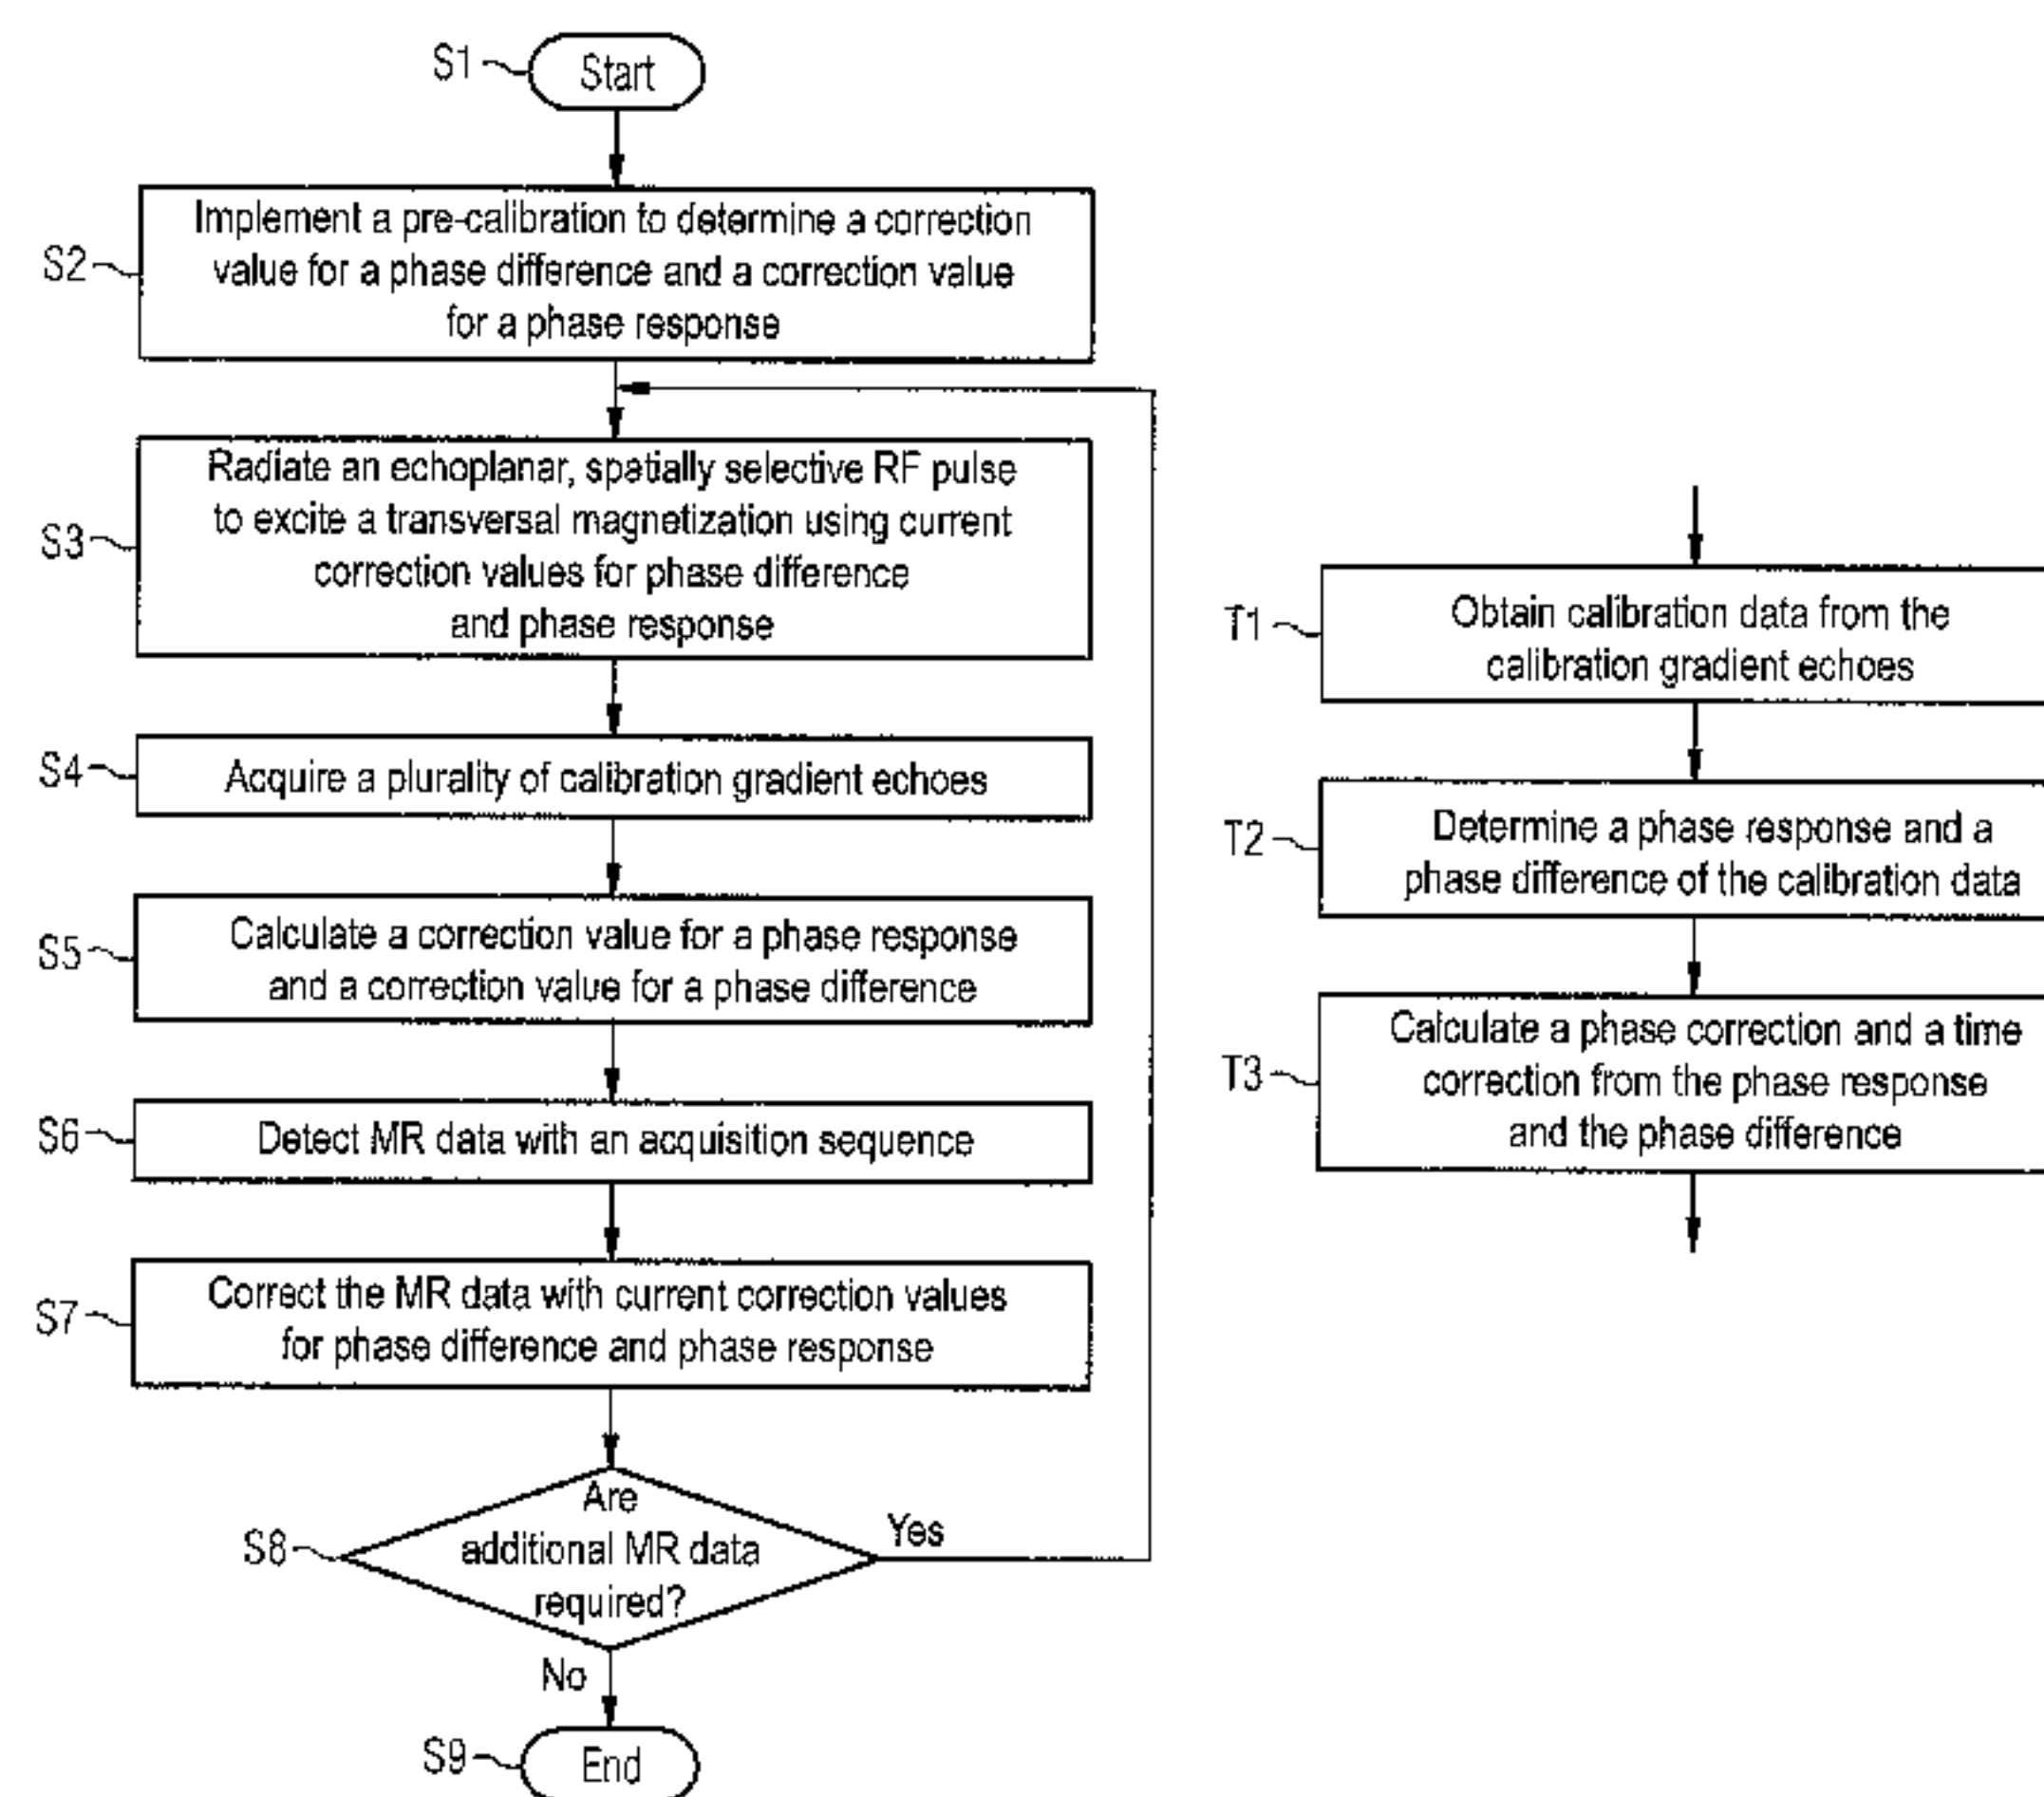 S1
Start
S2
Implement a pre-calibration to determine a correction
value for a phase difference and a correction value
for a phase response
S3
Radiate an echoplanar, spatially selective RF pulse
to excite a transversal magnetization using current
correction values for phase difference
and phase response
S4
Acquire a plurality of calibration gradient echoes
S5
Calculate a correction value for a phase response
and a correction value for a phase difference
S6
Detect MR data with an acquisition sequence
S7
Correct the MR data with current correction values
for phase difference and phase response
S8
Are
additional MR data
required?
Yes
No
S9
End
T1
Obtain calibration data from the
calibration gradient echoes
T2
Determine a phase response and a
phase difference of the calibration data
T3
Calculate a phase correction and a time
correction from the phase response
and the phase difference